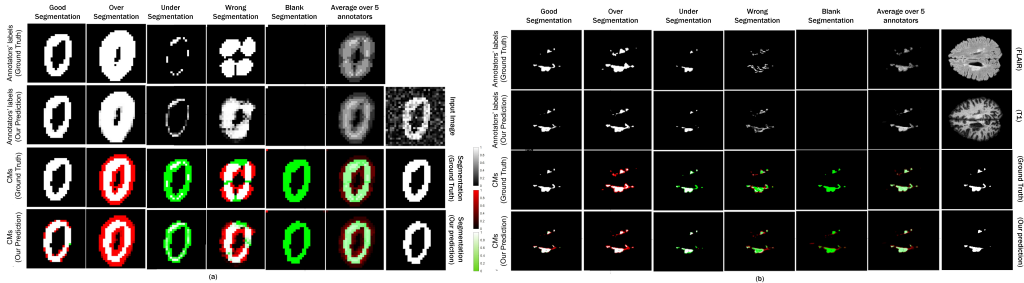 Good
Segmentation
Over
Segmentation
Under
Segmentation
Wrong
Segmentation
Blank
Segmentation
Average over 5
annotators
Annotators' labels
(Ground Truth)
Annotators' labels
(Our Prediction)
CMs
(Ground Truth)
CMs
(Our Prediction)
Input Image
Segmentation
(Ground Truth)
Segmentation
(Our prediction)
(a)
Good
Segmentation
Over
Segmentation
Under
Segmentation
Wrong
Segmentation
Blank
Segmentation
Average over 5
annotators
Annotators' labels
(Ground Truth)
Annotators' labels
(Our Prediction)
CMs
(Ground Truth)
CMs
(Our Prediction)
(FLAIR)
(T1)
(Ground Truth)
(Our prediction)
(b)